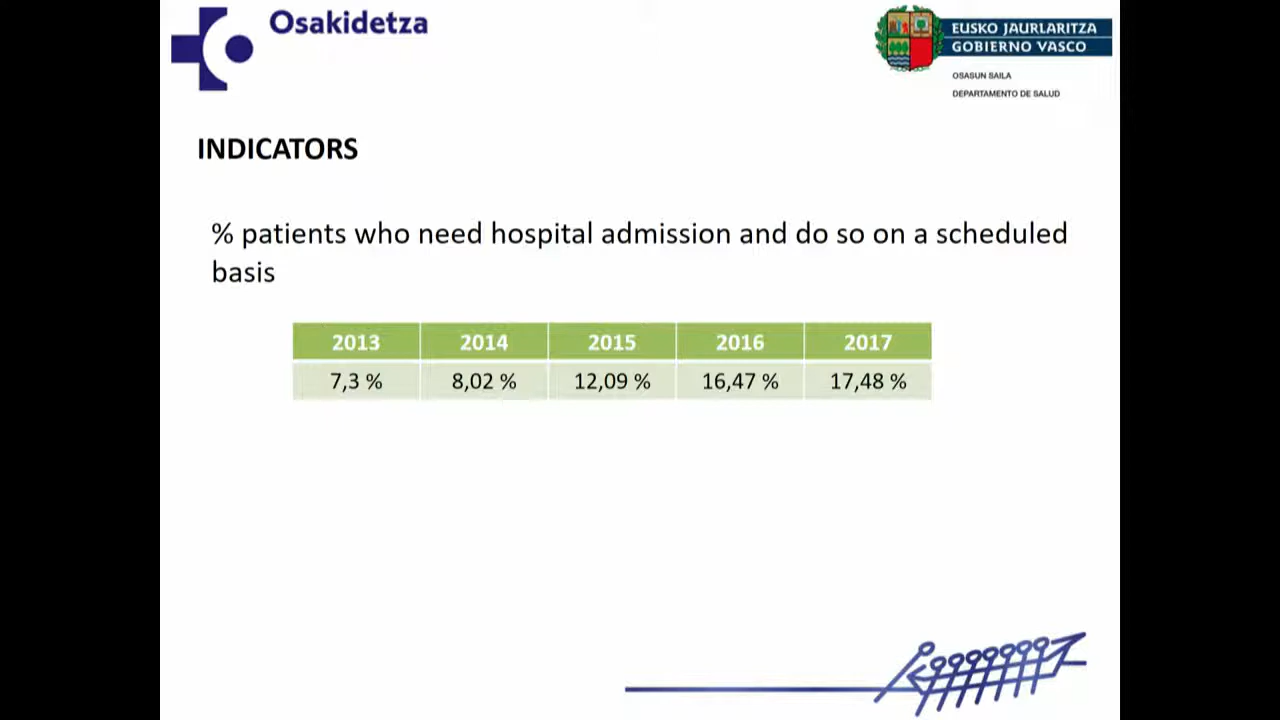 Osakidetza
EUSKO JAURLARITZA
GOBIERNO VASCO
OSASUN SAILA
DEPARTAMENTO DE SALUD
INDICATORS
% patients who need hospital admission and do so on a scheduled
basis
2013 2014 2015 2016 2017
7,3 % 8,02 % 12,09 % 16,47 % 17,48 %